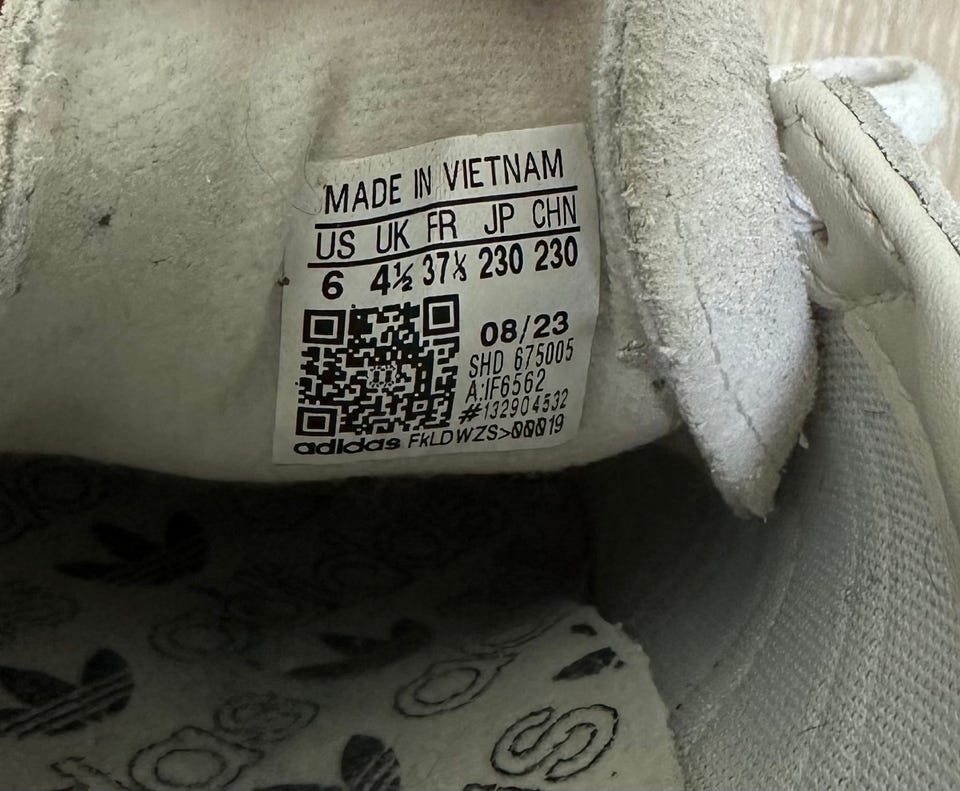 MADE IN VIETNAM
US UK FR JP CHN
6 4½ 37⅓ 230 230
08/23
SHD 675005
A:IF6562
#132904532
adidas FkLDWZS>00019